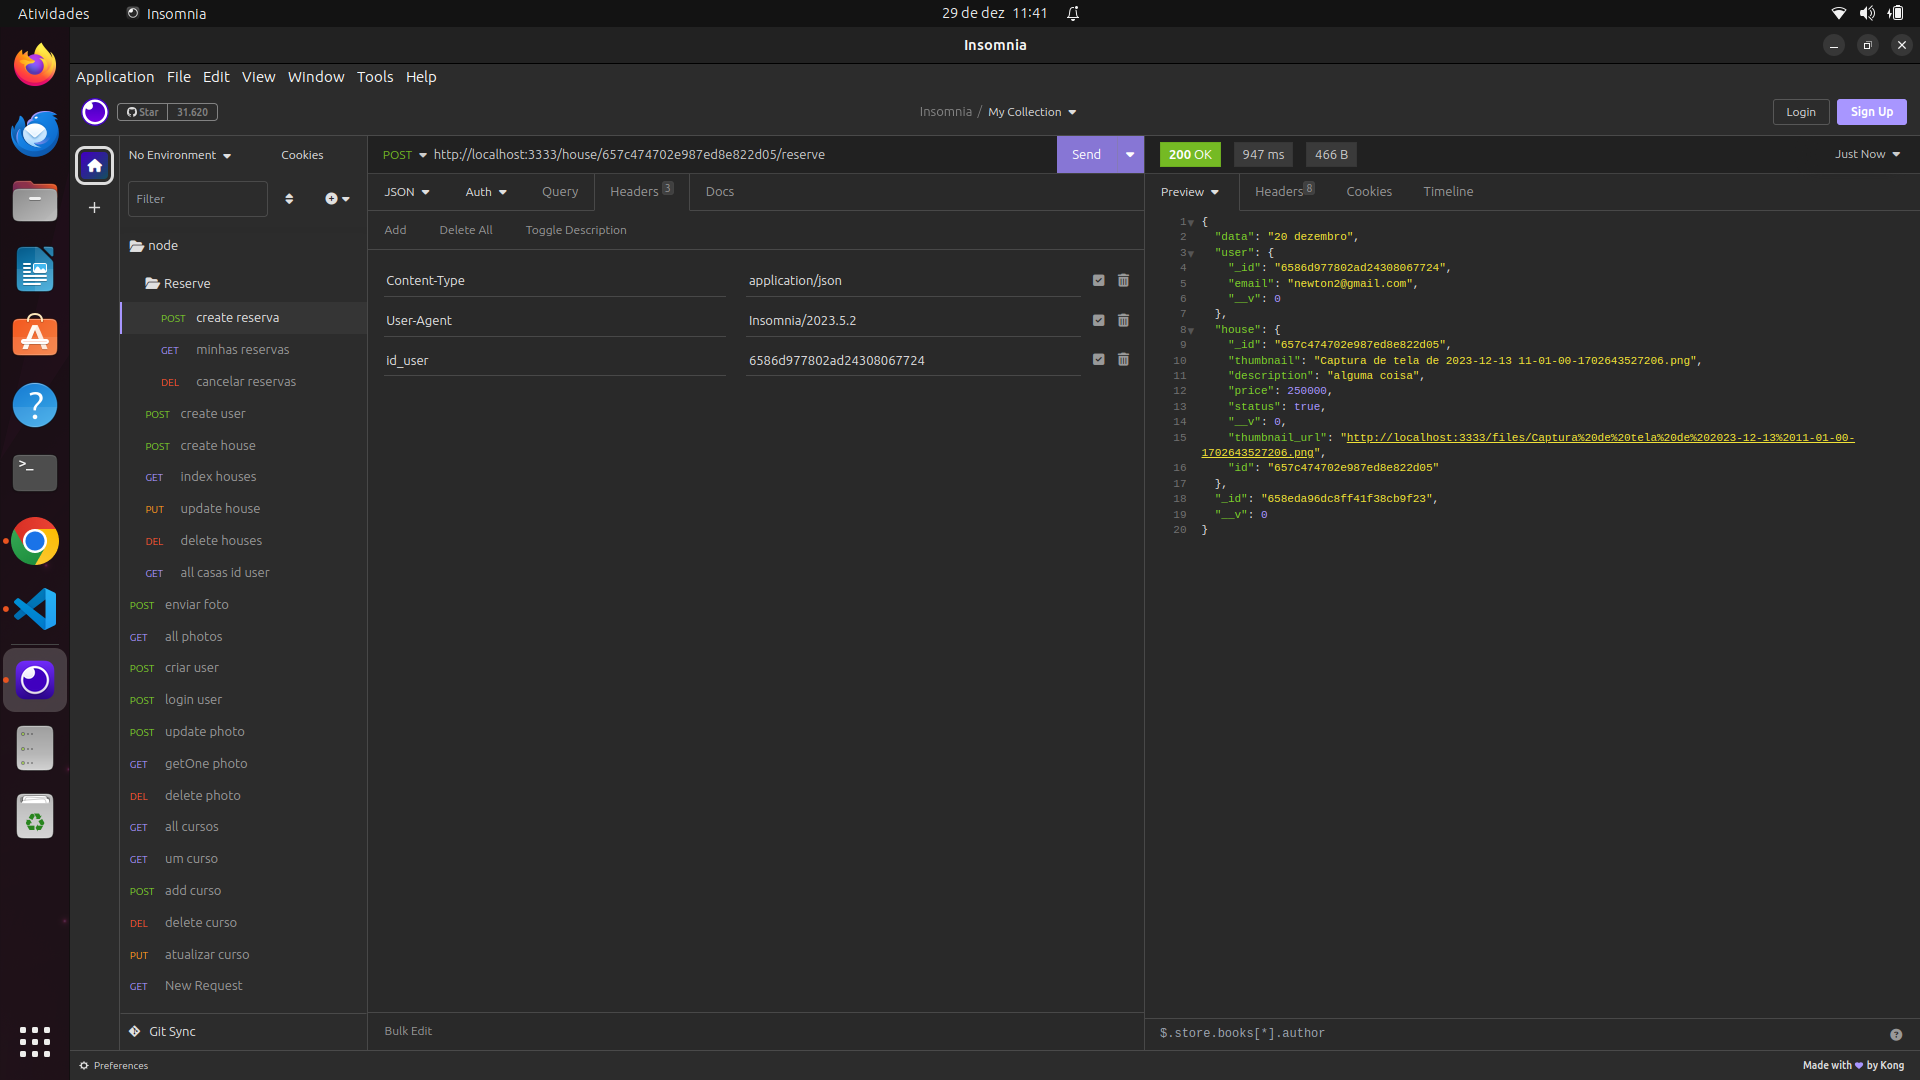 Atividades
Insomnia
29 de dez 11:41
Insomnia
Application File Edit View Window Tools Help
Star 31.620
Insomnia / My Collection
Login
Sign Up
No Environment
Cookies
Filter
node
Reserve
POST create reserva
GET minhas reservas
DEL cancelar reservas
POST create user
POST create house
GET index houses
PUT update house
DEL delete houses
GET all casas id user
POST enviar foto
GET all photos
POST criar user
POST login user
POST update photo
GET getOne photo
DEL delete photo
GET all cursos
GET um curso
POST add curso
DEL delete curso
PUT atualizar curso
GET New Request
Git Sync
Preferences
POST http://localhost:3333/house/657c474702e987ed8e822d05/reserve
Send
JSON Auth Query Headers 3 Docs
Add Delete All Toggle Description
Content-Type application/json
User-Agent Insomnia/2023.5.2
id_user 6586d977802ad24308067724
Bulk Edit
200 OK 947 ms 466 B
Just Now
Preview Headers 8 Cookies Timeline
1 {
2 "data": "20 dezembro",
3 "user": {
4 "_id": "6586d977802ad24308067724",
5 "email": "newton2@gmail.com",
6 "__v": 0
7 },
8 "house": {
9 "_id": "657c474702e987ed8e822d05",
10 "thumbnail": "Captura de tela de 2023-12-13 11-01-00-1702643527206.png",
11 "description": "alguma coisa",
12 "price": 250000,
13 "status": true,
14 "__v": 0,
15 "thumbnail_url": "http://localhost:3333/files/Captura%20de%20tela%20de%202023-12-13%2011-01-00-
1702643527206.png",
16 "id": "657c474702e987ed8e822d05"
17 },
18 "_id": "658eda96dc8ff41f38cb9f23",
19 "__v": 0
20 }
$.store.books[*].author
Made with ♥ by Kong